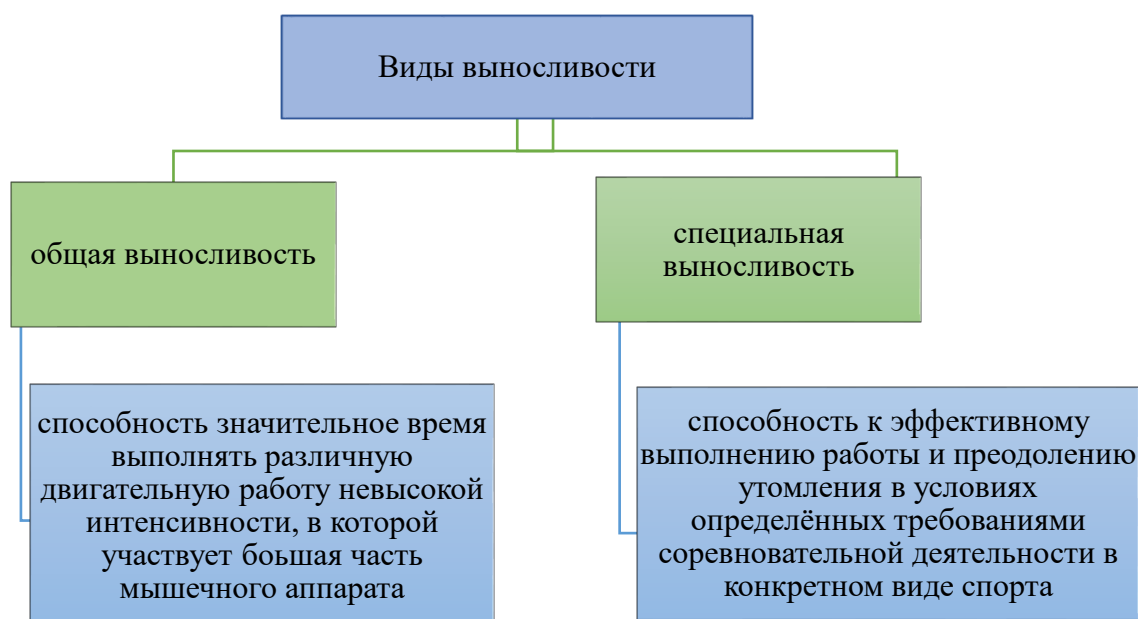 Виды выносливости
общая выносливость
специальная
выносливость
способность значительное время
выполнять различную
двигательную работу невысокой
интенсивности, в которой
участвует боьшая часть
мышечного аппарата
способность к эффективному
выполнению работы и преодолению
утомления в условиях
определённых требованиями
соревновательной деятельности в
конкретном виде спорта